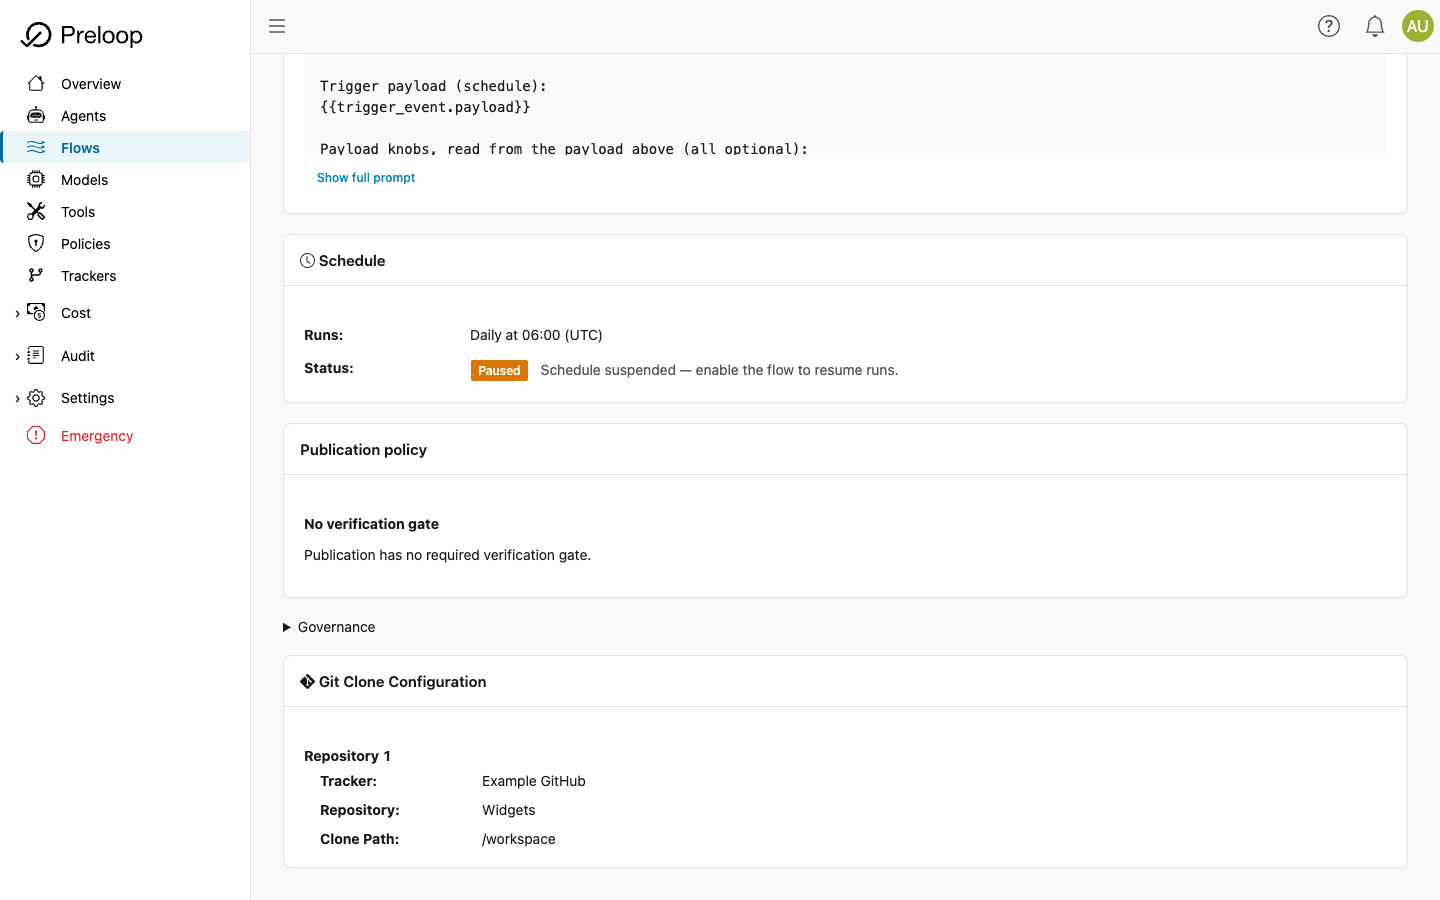 Preloop
AU
Overview
Agents
Flows
Models
Tools
Policies
Trackers
Cost
Audit
Settings
Emergency
Trigger payload (schedule):
{{trigger_event.payload}}
Payload knobs, read from the payload above (all optional):
Show full prompt
Schedule
Runs: Daily at 06:00 (UTC)
Status: Paused Schedule suspended — enable the flow to resume runs.
Publication policy
No verification gate
Publication has no required verification gate.
Governance
Git Clone Configuration
Repository 1
Tracker: Example GitHub
Repository: Widgets
Clone Path: /workspace